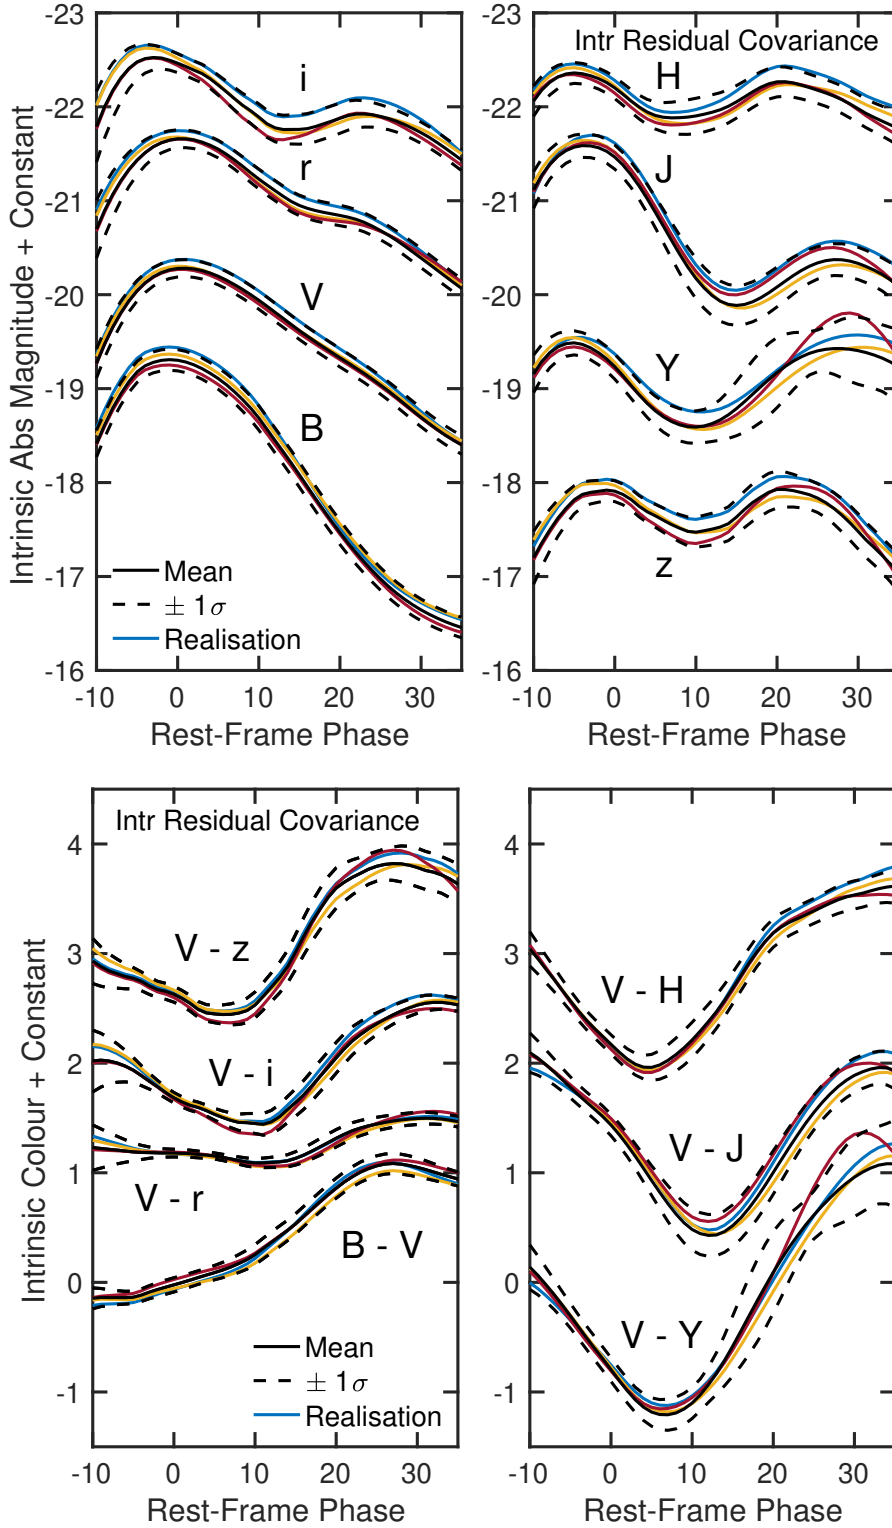 Intrinsic Abs Magnitude + Constant
-23
-22
-21
-20
-19
-18
-17
-16
i
r
V
B
Mean
± 1σ
Realisation
-10 0 10 20 30
Rest-Frame Phase
Intr Residual Covariance
-23
-22
-21
-20
-19
-18
-17
-16
H
J
Y
z
-10 0 10 20 30
Rest-Frame Phase
Intrinsic Colour + Constant
Intr Residual Covariance
4
3
2
1
0
-1
V - z
V - i
V - r
B - V
Mean
± 1σ
Realisation
-10 0 10 20 30
Rest-Frame Phase
4
3
2
1
0
-1
V - H
V - J
V - Y
-10 0 10 20 30
Rest-Frame Phase